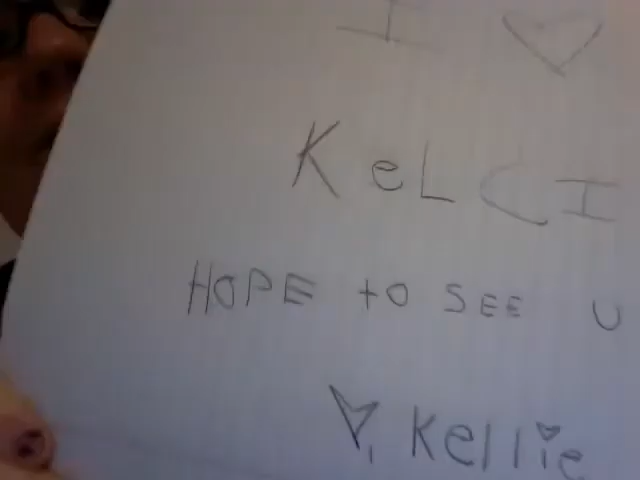 I ♡
KeLCI
HOPE to SEE U
♡, Kellie